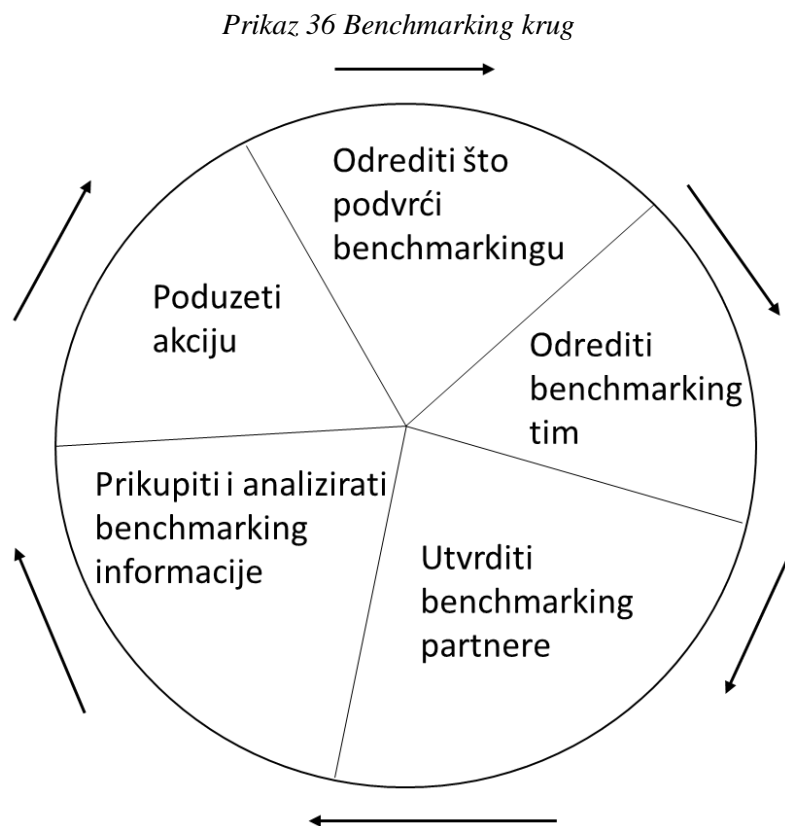 Prikaz 36 Benchmarking krug
Odrediti što
podvrći
benchmarkingu
Odrediti
benchmarking
tim
Utvrditi
benchmarking
partnere
Prikupiti i analizirati
benchmarking
informacije
Poduzeti
akciju